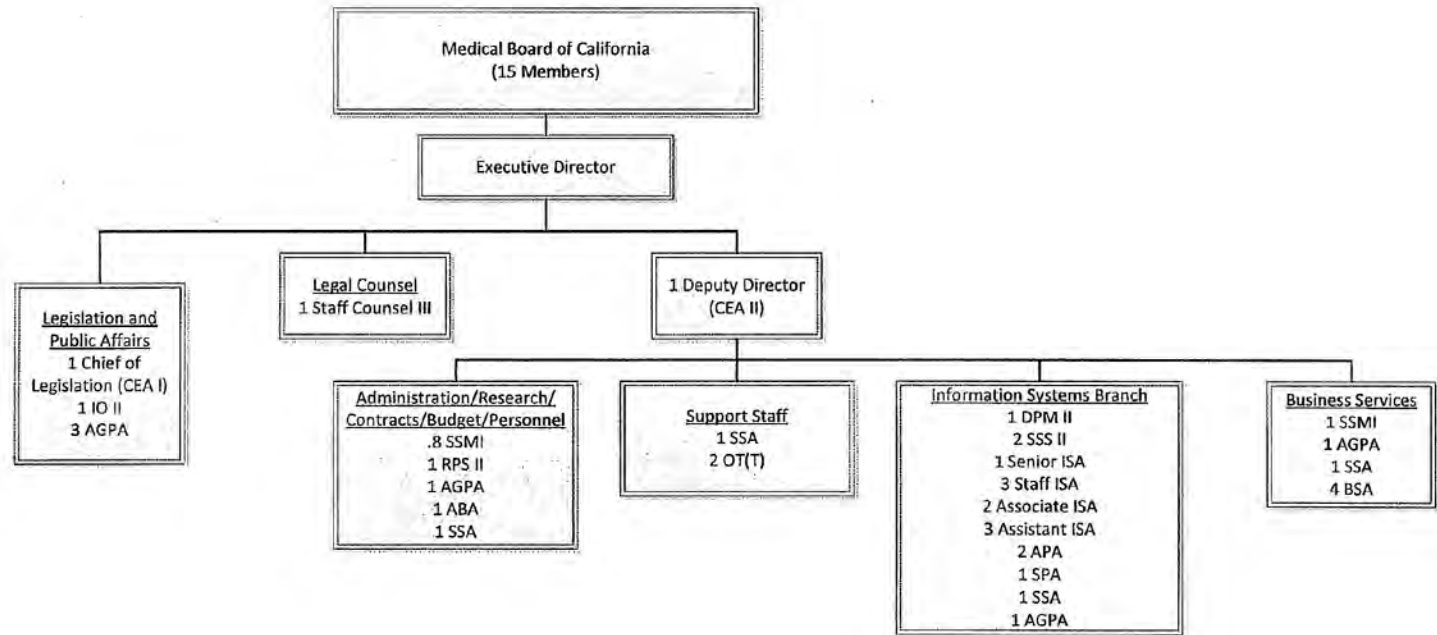 Medical Board of California
(15 Members)
Executive Director
Legislation and
Public Affairs
1 Chief of
Legislation (CEA I)
1 IO II
3 AGPA
Legal Counsel
1 Staff Counsel III
1 Deputy Director
(CEA II)
Administration/Research/
Contracts/Budget/Personnel
.8 SSMI
1 RPS II
1 AGPA
1 ABA
1 SSA
Support Staff
1 SSA
2 OT(T)
Information Systems Branch
1 DPM II
2 SSS II
1 Senior ISA
3 Staff ISA
2 Associate ISA
3 Assistant ISA
2 APA
1 SPA
1 SSA
1 AGPA
Business Services
1 SSMI
1 AGPA
1 SSA
4 BSA